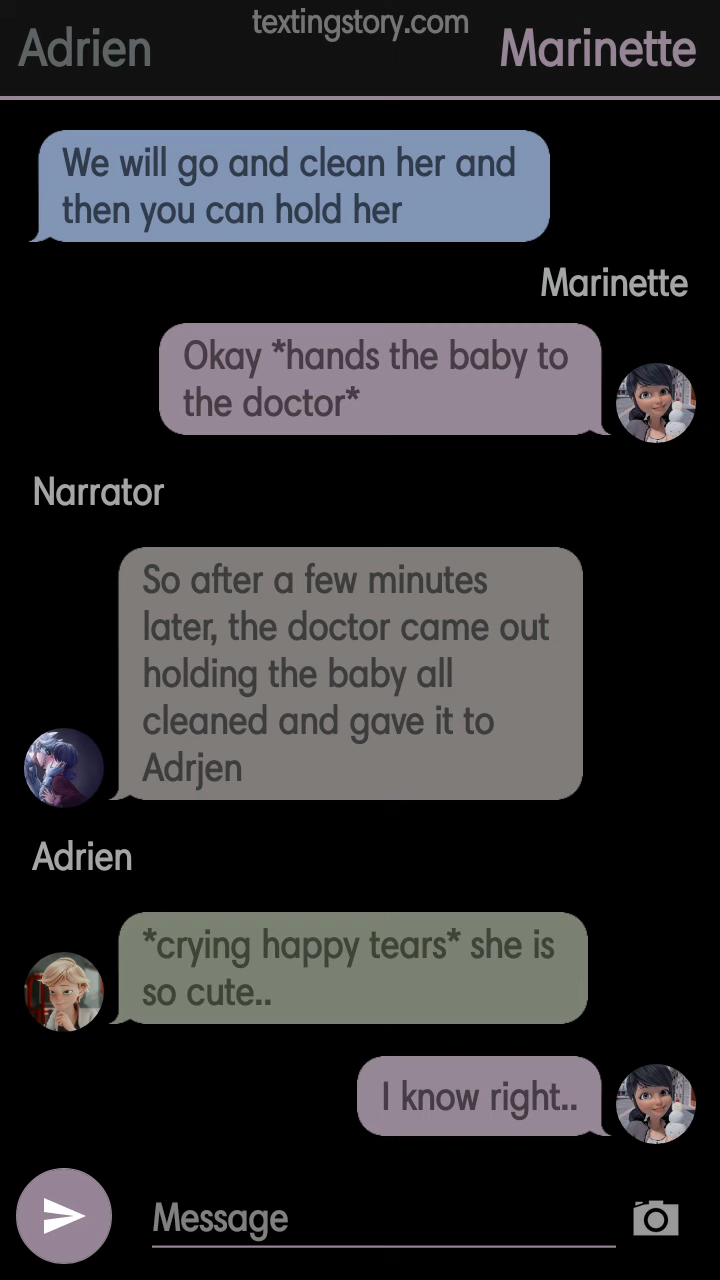 textingstory.com
Adrien
Marinette
We will go and clean her and
then you can hold her
Marinette
Okay *hands the baby to
the doctor*
Narrator
So after a few minutes
later, the doctor came out
holding the baby all
cleaned and gave it to
Adrjen
Adrien
*crying happy tears* she is
so cute..
I know right..
Message